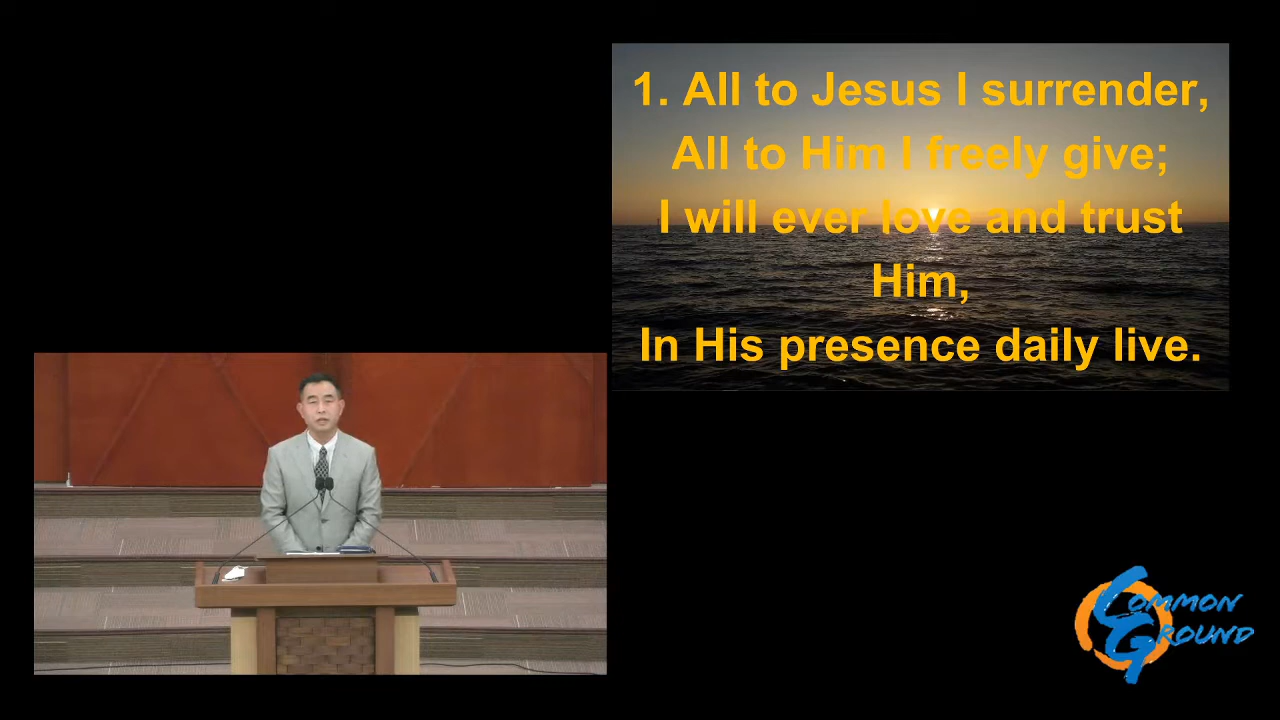 1. All to Jesus I surrender,
All to Him I freely give;
I will ever love and trust
Him,
In His presence daily live.
COMMON
GROUND